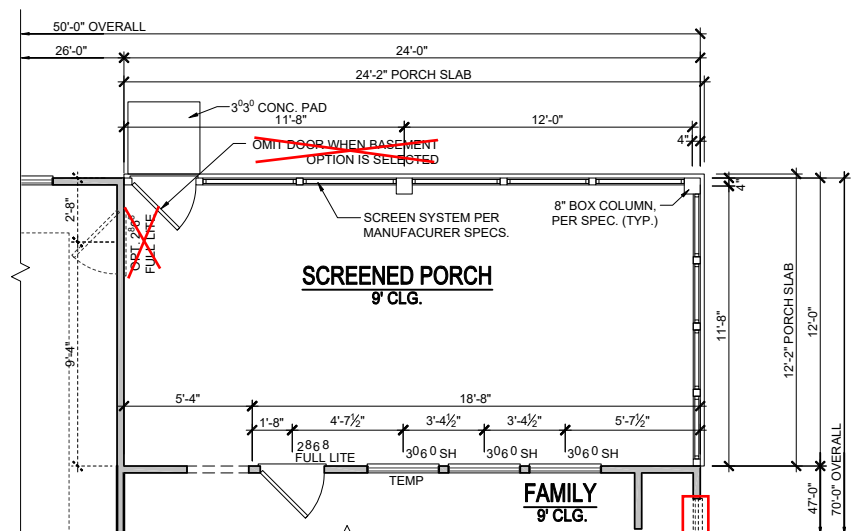 50'-0" OVERALL
26'-0"
24'-0"
24'-2" PORCH SLAB
3⁰3⁰ CONC. PAD
11'-8"
12'-0"
4"
OMIT DOOR WHEN BASEMENT
OPTION IS SELECTED
SCREEN SYSTEM PER
MANUFACURER SPECS.
8" BOX COLUMN,
PER SPEC. (TYP.)
4"
2'-8"
OPT. 2⁸6⁸
FULL LITE
SCREENED PORCH
9' CLG.
9'-4"
11'-8"
12'-2" PORCH SLAB
12'-0"
5'-4"
18'-8"
1'-8"
4'-7½"
3'-4½"
3'-4½"
5'-7½"
2⁸6⁸
FULL LITE
3⁰6⁰ SH
3⁰6⁰ SH
3⁰6⁰ SH
TEMP
FAMILY
9' CLG.
47'-0"
70'-0" OVERALL